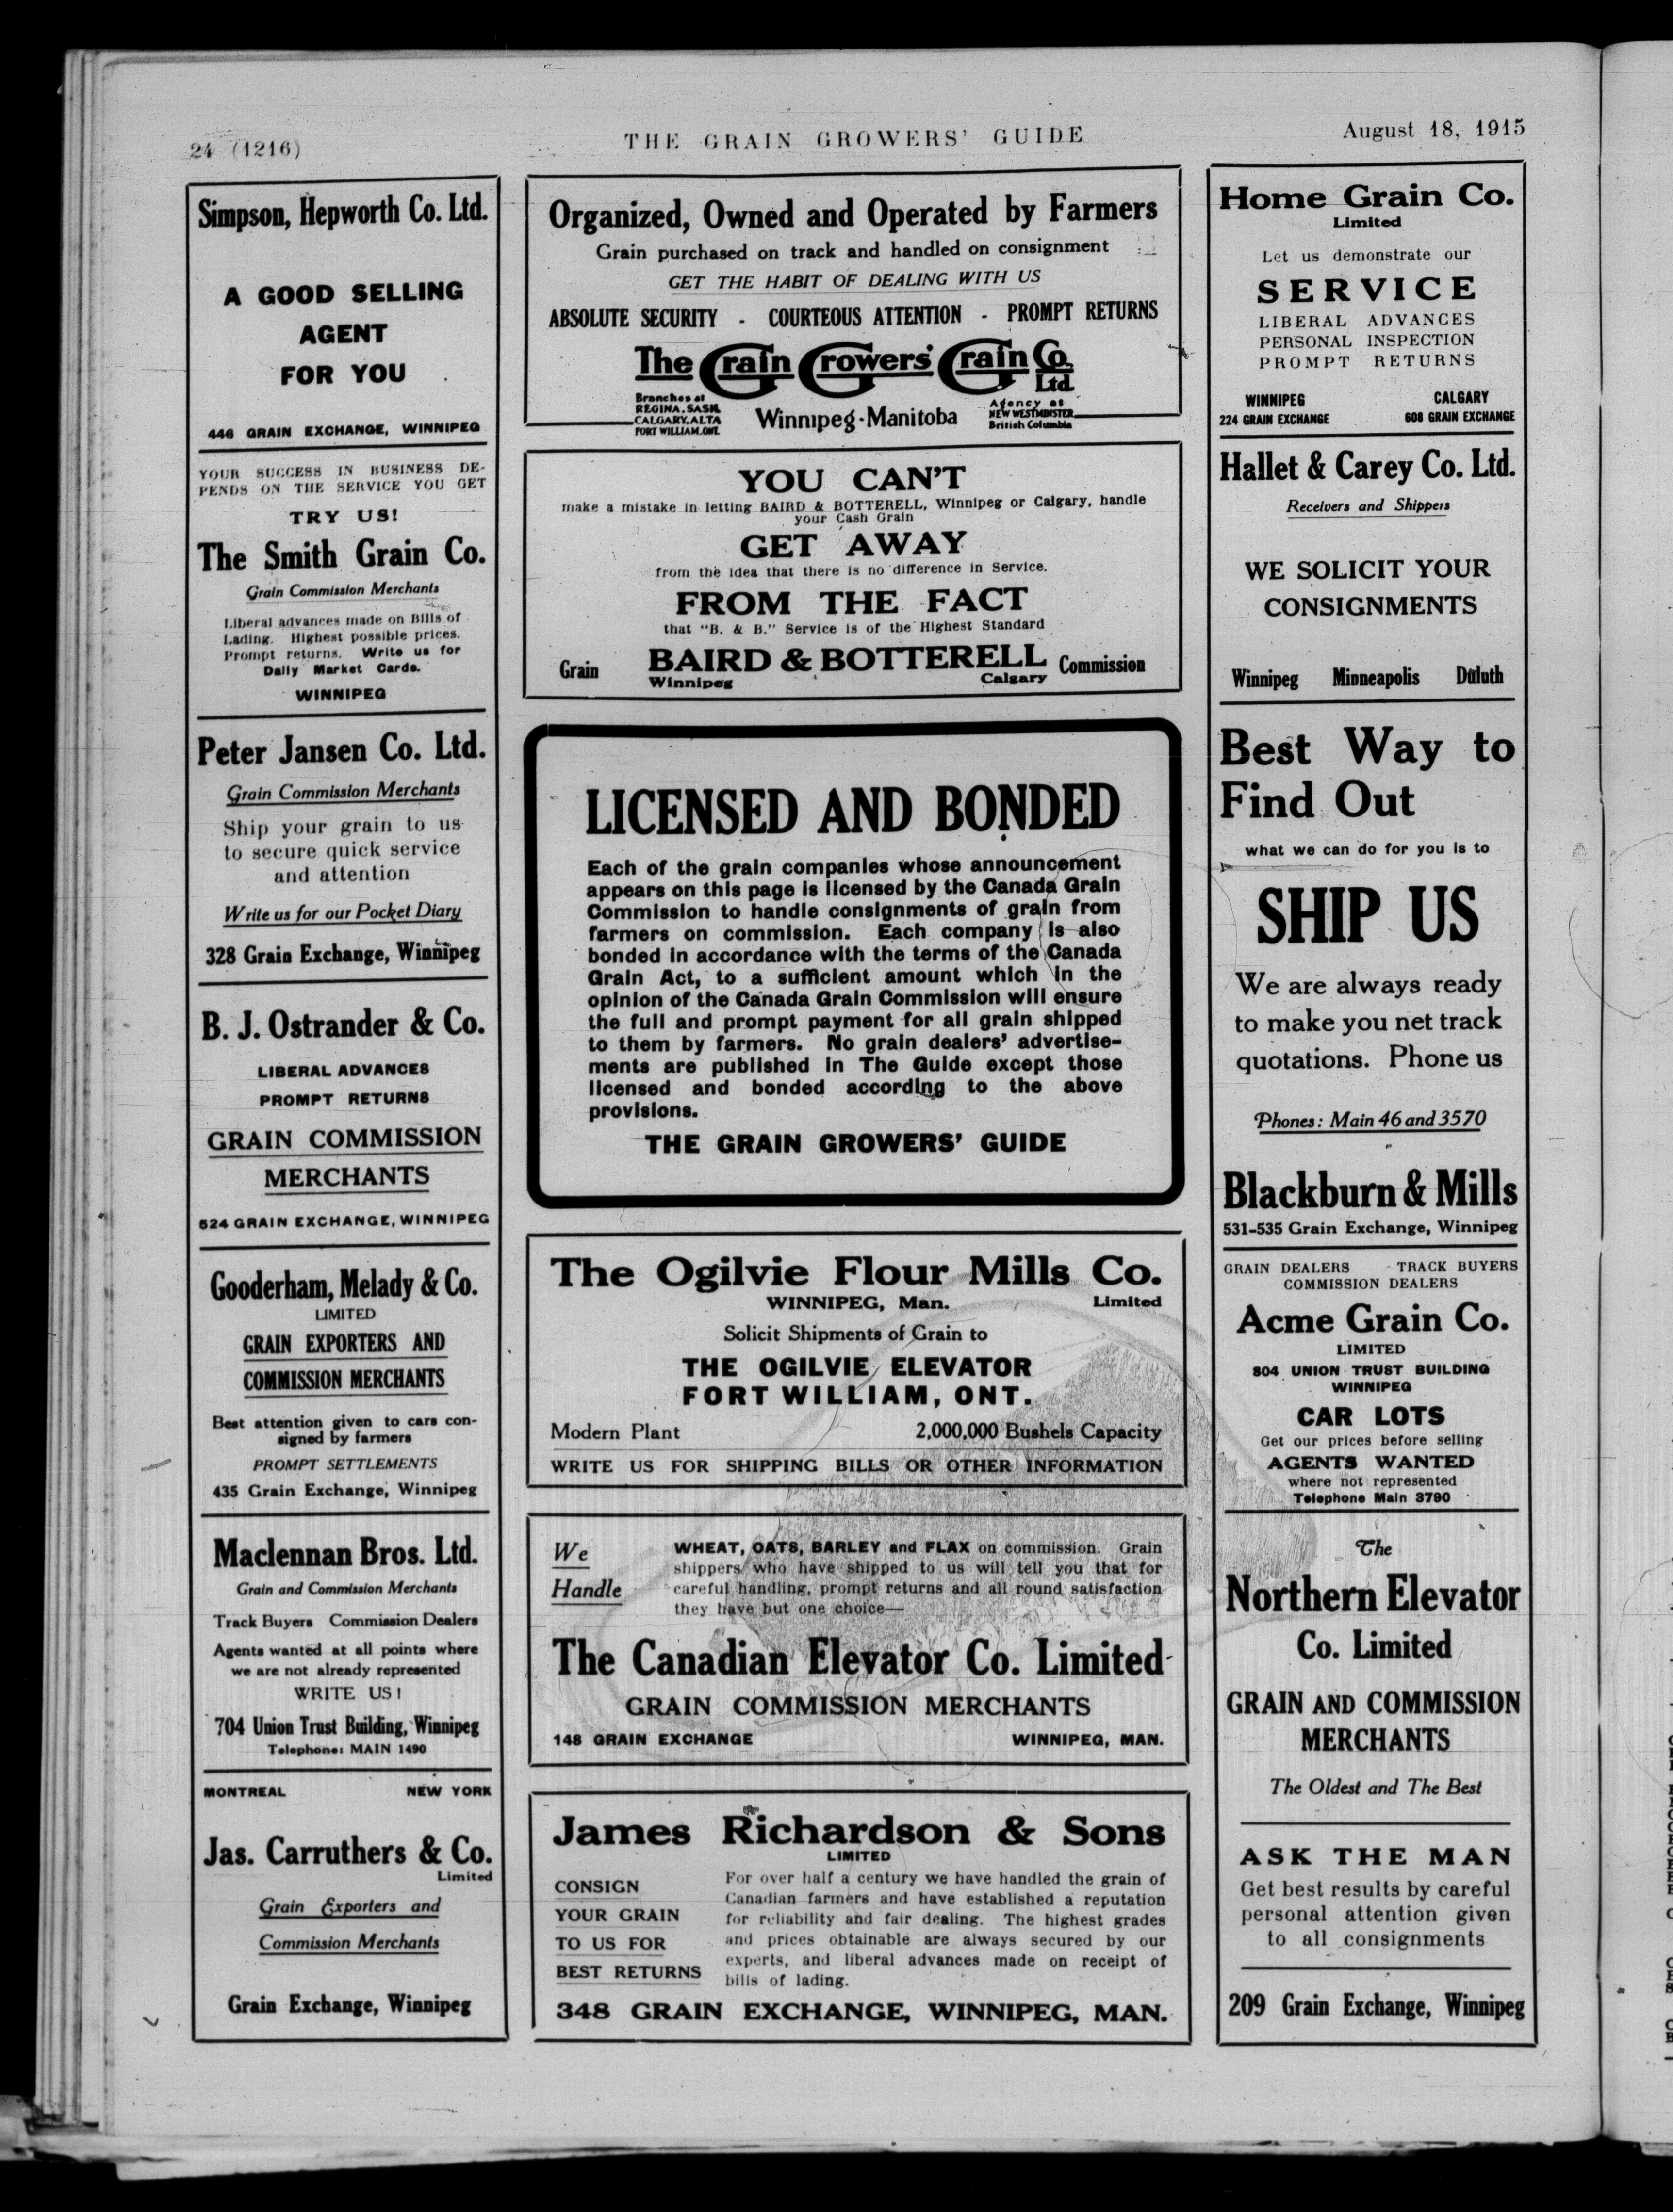 24 (1216)
THE GRAIN GROWERS' GUIDE
August 18, 1915
Simpson, Hepworth Co. Ltd.
A GOOD SELLING
AGENT
FOR YOU
446 GRAIN EXCHANGE, WINNIPEG
YOUR SUCCESS IN BUSINESS DE-
PENDS ON THE SERVICE YOU GET
TRY US!
The Smith Grain Co.
Grain Commission Merchants
Liberal advances made on Bills of
Lading. Highest possible prices.
Prompt returns. Write us for
Daily Market Cards.
WINNIPEG
Peter Jansen Co. Ltd.
Grain Commission Merchants
Ship your grain to us
to secure quick service
and attention
Write us for our Pocket Diary
328 Grain Exchange, Winnipeg
B. J. Ostrander & Co.
LIBERAL ADVANCES
PROMPT RETURNS
GRAIN COMMISSION
MERCHANTS
524 GRAIN EXCHANGE, WINNIPEG
Gooderham, Melady & Co.
LIMITED
GRAIN EXPORTERS AND
COMMISSION MERCHANTS
Best attention given to cars con-
signed by farmers
PROMPT SETTLEMENTS
435 Grain Exchange, Winnipeg
Maclennan Bros. Ltd.
Grain and Commission Merchants
Track Buyers Commission Dealers
Agents wanted at all points where
we are not already represented
WRITE US!
704 Union Trust Building, Winnipeg
Telephone: MAIN 1490
MONTREAL NEW YORK
Jas. Carruthers & Co.
Limited
Grain Exporters and
Commission Merchants
Grain Exchange, Winnipeg
Organized, Owned and Operated by Farmers
Grain purchased on track and handled on consignment
GET THE HABIT OF DEALING WITH US
ABSOLUTE SECURITY - COURTEOUS ATTENTION - PROMPT RETURNS
The Grain Growers' Grain Co.
Ltd.
Branches at
REGINA, SASK.
CALGARY, ALTA
FORT WILLIAM, ONT.
Winnipeg-Manitoba
Agency at
NEW WESTMINSTER
British Columbia
YOU CAN'T
make a mistake in letting BAIRD & BOTTERELL, Winnipeg or Calgary, handle
your Cash Grain
GET AWAY
from the idea that there is no difference in Service.
FROM THE FACT
that "B. & B." Service is of the Highest Standard
Grain BAIRD & BOTTERELL Commission
Winnipeg Calgary
LICENSED AND BONDED
Each of the grain companies whose announcement
appears on this page is licensed by the Canada Grain
Commission to handle consignments of grain from
farmers on commission. Each company is also
bonded in accordance with the terms of the Canada
Grain Act, to a sufficient amount which in the
opinion of the Canada Grain Commission will ensure
the full and prompt payment for all grain shipped
to them by farmers. No grain dealers' advertise-
ments are published in The Guide except those
licensed and bonded according to the above
provisions.
THE GRAIN GROWERS' GUIDE
The Ogilvie Flour Mills Co.
WINNIPEG, Man. Limited
Solicit Shipments of Grain to
THE OGILVIE ELEVATOR
FORT WILLIAM, ONT.
Modern Plant 2,000,000 Bushels Capacity
WRITE US FOR SHIPPING BILLS OR OTHER INFORMATION
We
Handle
WHEAT, OATS, BARLEY and FLAX on commission. Grain
shippers who have shipped to us will tell you that for
careful handling, prompt returns and all round satisfaction
they have but one choice—
The Canadian Elevator Co. Limited
GRAIN COMMISSION MERCHANTS
148 GRAIN EXCHANGE WINNIPEG, MAN.
James Richardson & Sons
LIMITED
CONSIGN
YOUR GRAIN
TO US FOR
BEST RETURNS
For over half a century we have handled the grain of
Canadian farmers and have established a reputation
for reliability and fair dealing. The highest grades
and prices obtainable are always secured by our
experts, and liberal advances made on receipt of
bills of lading.
348 GRAIN EXCHANGE, WINNIPEG, MAN.
Home Grain Co.
Limited
Let us demonstrate our
SERVICE
LIBERAL ADVANCES
PERSONAL INSPECTION
PROMPT RETURNS
WINNIPEG CALGARY
224 GRAIN EXCHANGE 608 GRAIN EXCHANGE
Hallet & Carey Co. Ltd.
Receivers and Shippers
WE SOLICIT YOUR
CONSIGNMENTS
Winnipeg Minneapolis Duluth
Best Way to
Find Out
what we can do for you is to
SHIP US
We are always ready
to make you net track
quotations. Phone us
Phones: Main 46 and 3570
Blackburn & Mills
531-535 Grain Exchange, Winnipeg
GRAIN DEALERS TRACK BUYERS
COMMISSION DEALERS
Acme Grain Co.
LIMITED
804 UNION TRUST BUILDING
WINNIPEG
CAR LOTS
Get our prices before selling
AGENTS WANTED
where not represented
Telephone Main 3790
The
Northern Elevator
Co. Limited
GRAIN AND COMMISSION
MERCHANTS
The Oldest and The Best
ASK THE MAN
Get best results by careful
personal attention given
to all consignments
209 Grain Exchange, Winnipeg